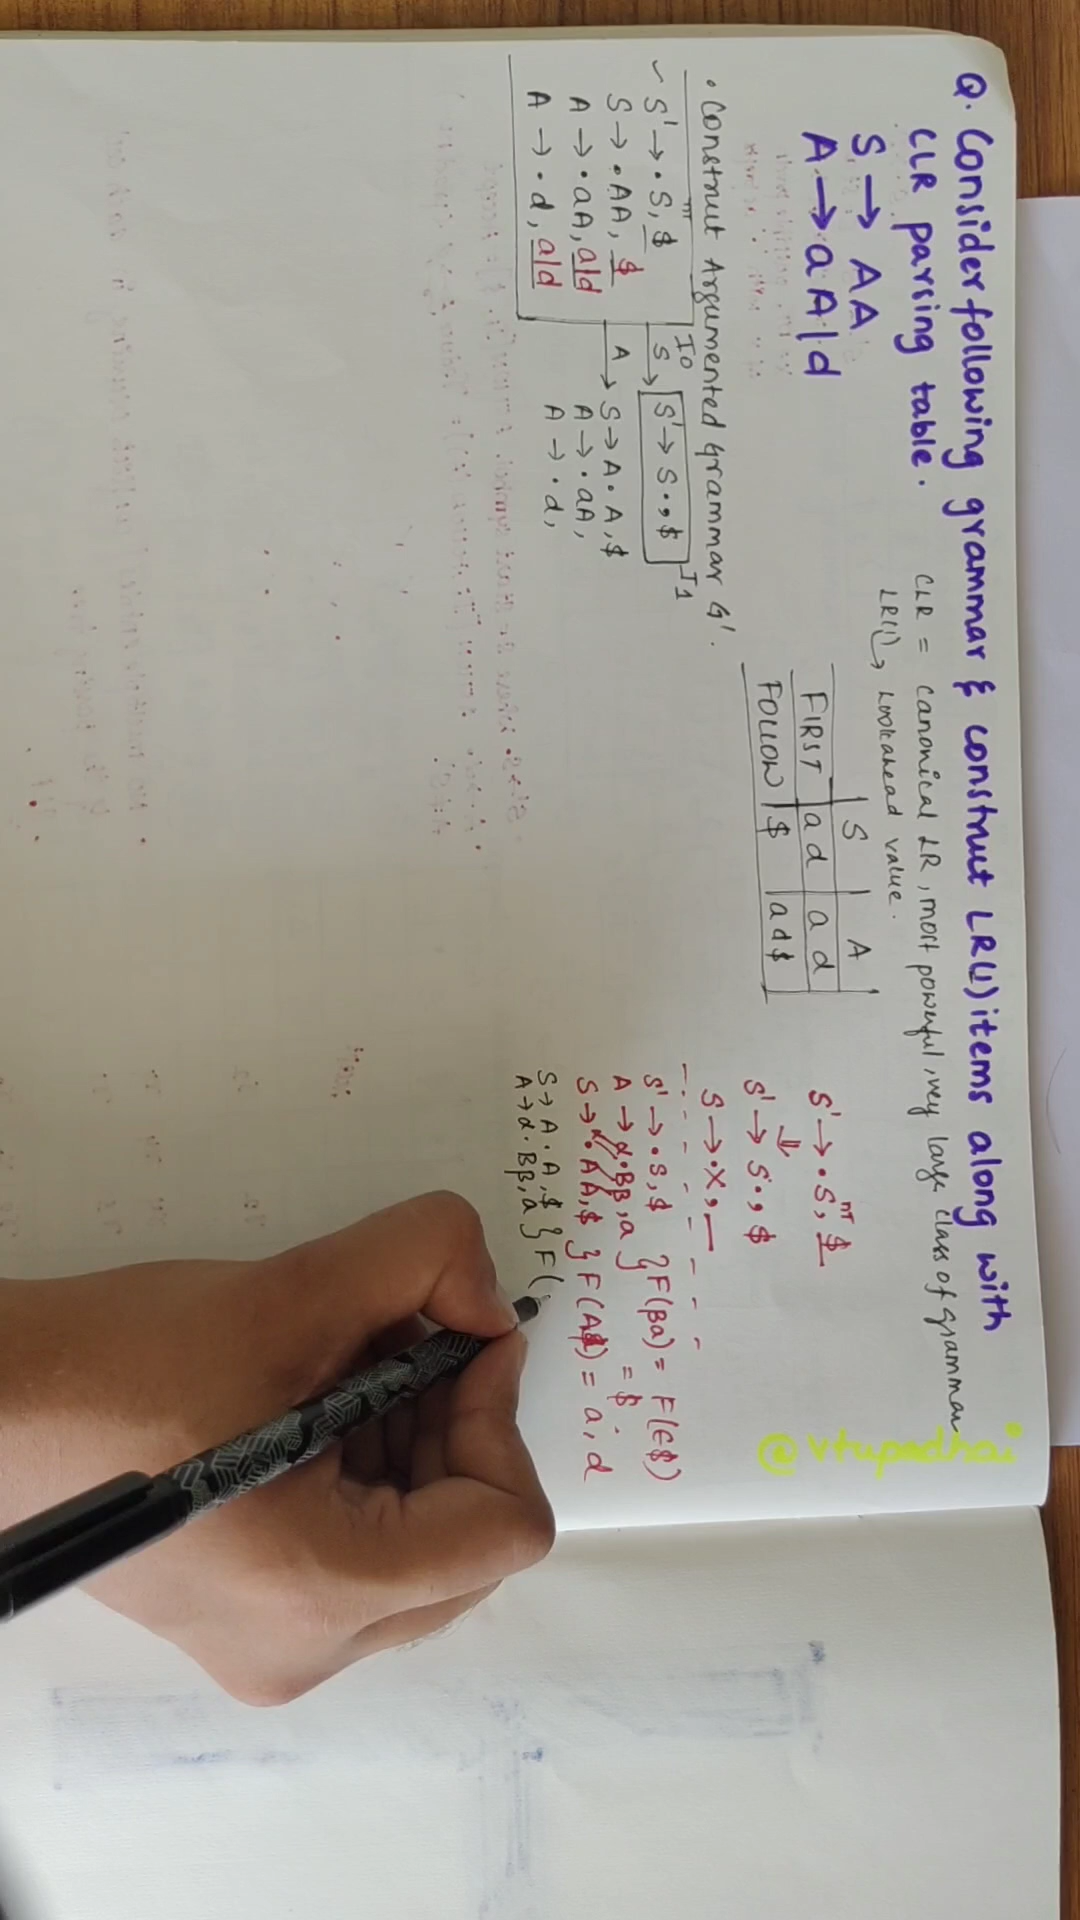 Q. Consider following grammar & construct LR(1) items along with
CLR parsing table.
S → AA
A → aA | d
CLR = canonical LR, most powerful, very large class of grammar
LR(1) → Lookahead value.
@vtupadhai
S A
FIRST a d a d
FOLLOW $ a d $
• Construct Argumented Grammar G'.
✓ S' → •S, $
S → •AA, $
A → •aA, a|d
A → •d, a|d
I0
S
S' → S•, $
I1
A
S → A•A, $
A → •aA,
A → •d,
nT
S' → •S, $
nT
⇓
S' → S•, $
S → •X, —
S' → •S, $ } F(βa) = F(ε$)
A → α•Bβ, a } = $
S → •AA, $ } F(A$) = a, d
S → A•A, $ } F(
A → α•Bβ, a